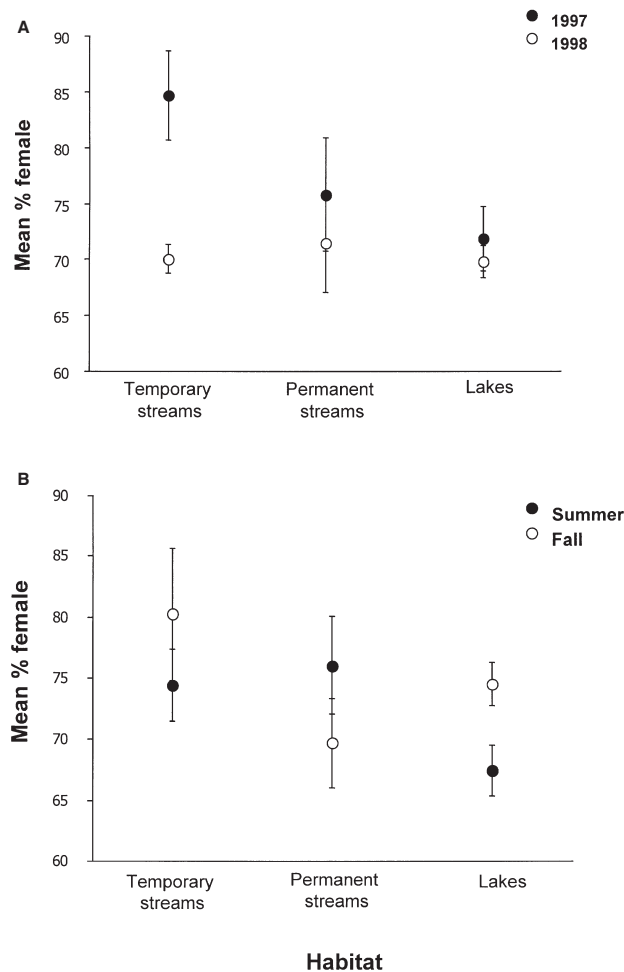 A
1997
1998
90
85
80
75
70
65
60
Mean % female
Temporary
streams
Permanent
streams
Lakes
B
Summer
Fall
90
85
80
75
70
65
60
Mean % female
Temporary
streams
Permanent
streams
Lakes
Habitat